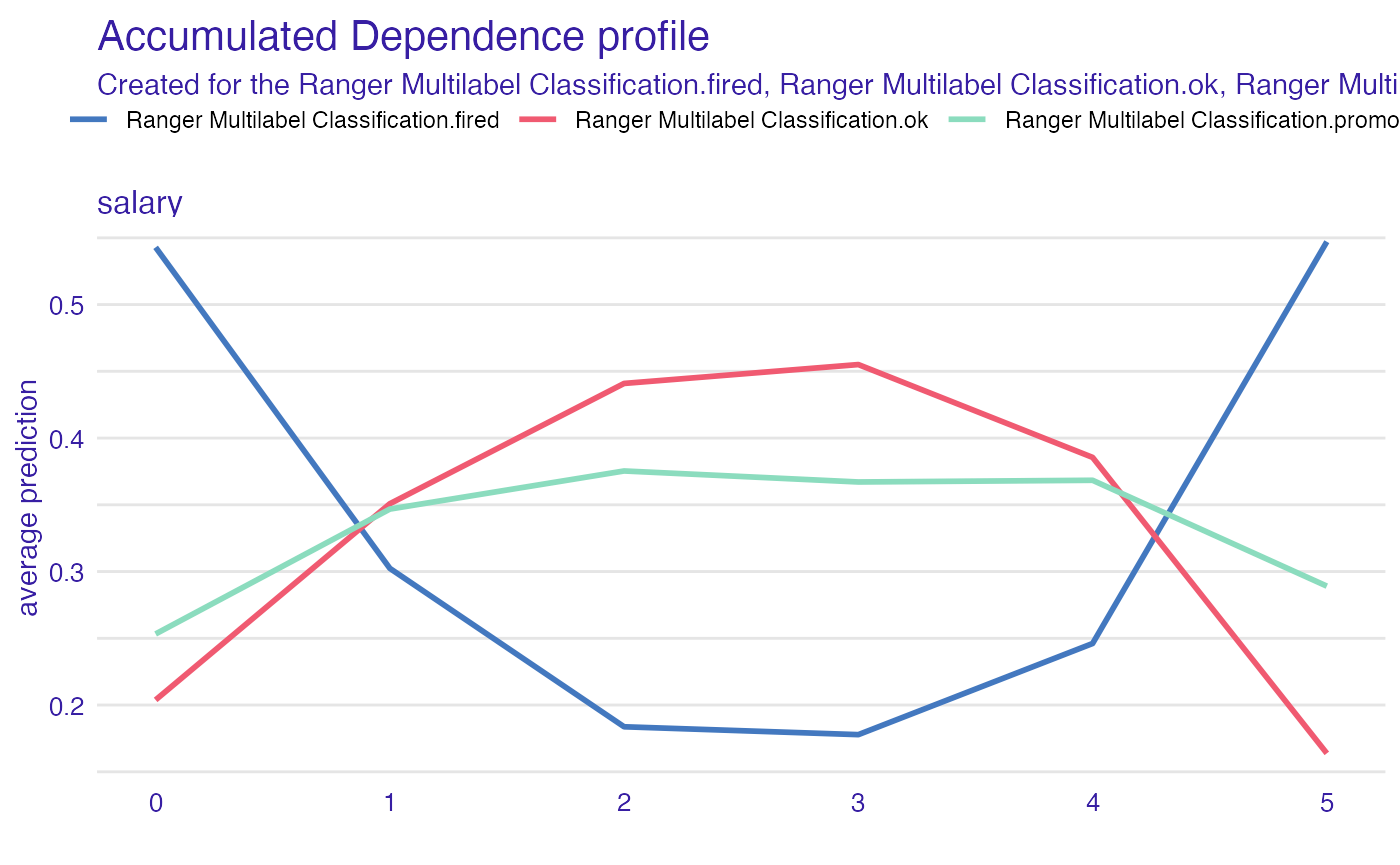 Accumulated Dependence profile
Created for the Ranger Multilabel Classification.fired, Ranger Multilabel Classification.ok, Ranger Multi
Ranger Multilabel Classification.fired Ranger Multilabel Classification.ok Ranger Multilabel Classification.promo
salary
0.5
0.4
0.3
0.2
average prediction
0 1 2 3 4 5